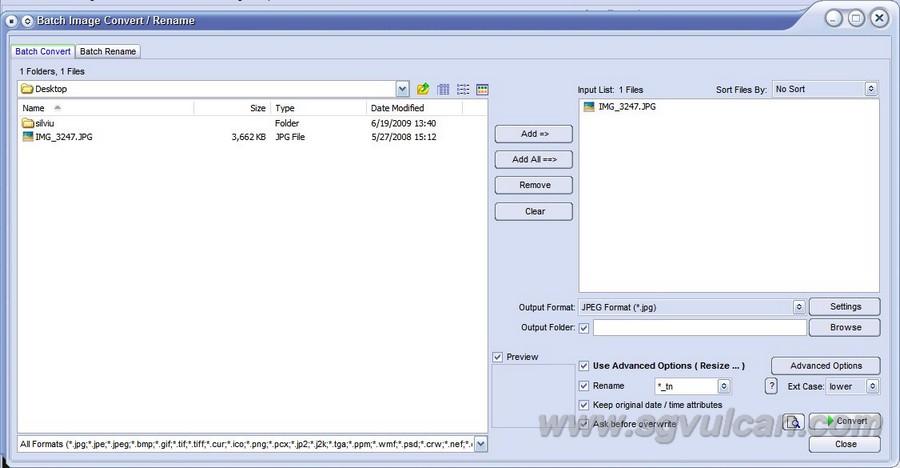 Batch Image Convert / Rename
Batch Convert Batch Rename
1 Folders, 1 Files
Desktop
Input List: 1 Files Sort Files By: No Sort
Name Size Type Date Modified
silviu Folder 6/19/2009 13:40
IMG_3247.JPG 3,662 KB JPG File 5/27/2008 15:12
IMG_3247.JPG
Add =>
Add All ==>
Remove
Clear
Output Format: JPEG Format (*.jpg) Settings
Output Folder: Browse
Preview
Use Advanced Options ( Resize ... ) Advanced Options
Rename *_tn ? Ext Case: lower
Keep original date / time attributes
Ask before overwrite Convert
www.sgvulcan.com
All Formats (*.jpg;*.jpe;*.jpeg;*.bmp;*.gif;*.tif;*.tiff;*.cur;*.ico;*.png;*.pcx;*.jp2;*.j2k;*.tga;*.ppm;*.wmf;*.psd;*.crw;*.nef;*. Close